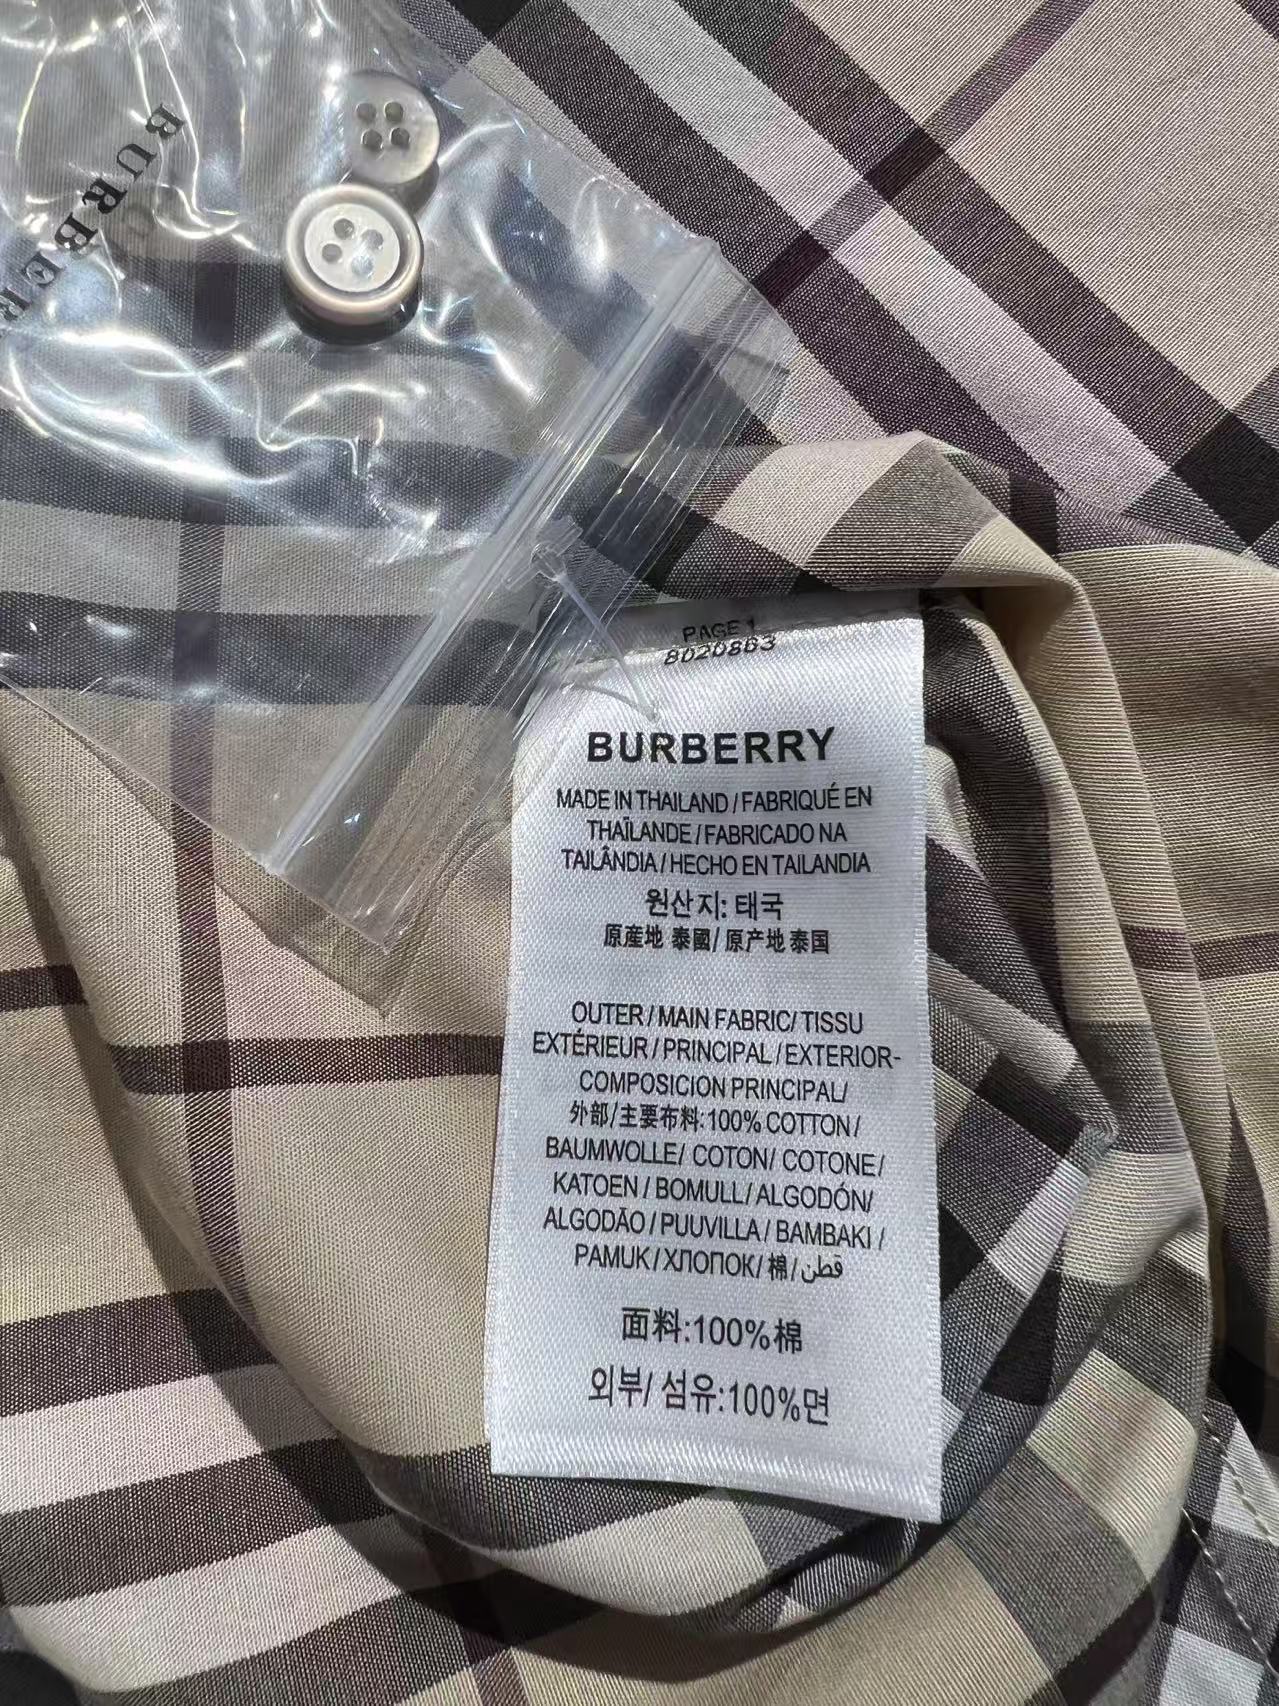 BURBER
PAGE 1
8020863
BURBERRY
MADE IN THAILAND / FABRIQUÉ EN
THAÏLANDE / FABRICADO NA
TAILÂNDIA / HECHO EN TAILANDIA
원산지: 태국
原産地 泰國/ 原产地 泰国
OUTER / MAIN FABRIC/ TISSU
EXTÉRIEUR / PRINCIPAL / EXTERIOR-
COMPOSICION PRINCIPAL/
外部/主要布料:100% COTTON /
BAUMWOLLE/ COTON/ COTONE/
KATOEN / BOMULL/ ALGODÓN/
ALGODÃO / PUUVILLA / BAMBAKI /
PAMUK / ХЛОПОК/ 棉/ قطن
面料:100%棉
외부/ 섬유:100%면